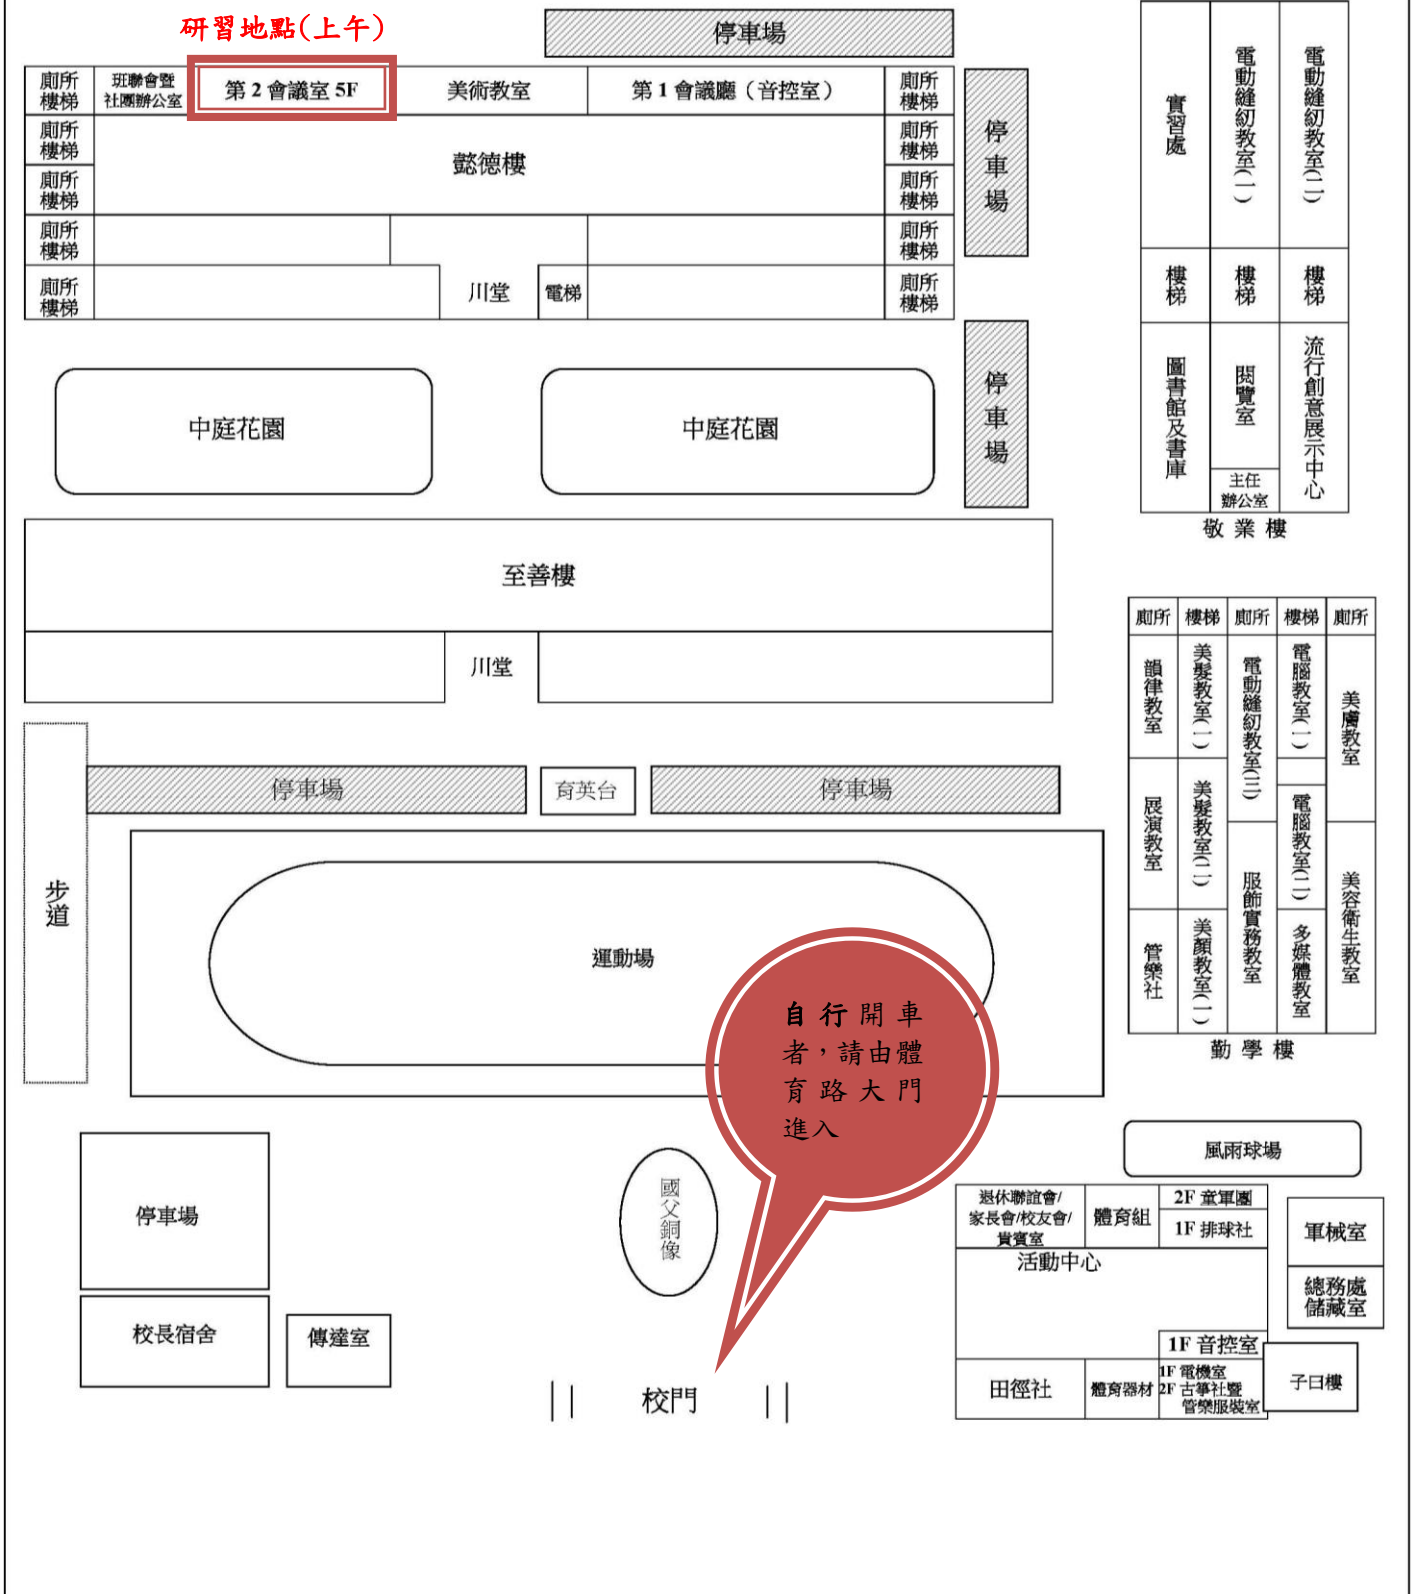 研習地點(上午)
停車場
廁所
樓梯
班聯會暨
社團辦公室
第 2 會議室 5F
美術教室
第 1 會議廳（音控室）
廁所
樓梯
廁所
樓梯
懿德樓
廁所
樓梯
廁所
樓梯
廁所
樓梯
廁所
樓梯
廁所
樓梯
廁所
樓梯
川堂
電梯
廁所
樓梯
停車場
停車場
實習處
電動縫紉教室(一)
電動縫紉教室(二)
樓梯
樓梯
樓梯
圖書館及書庫
閱覽室
主任
辦公室
流行創意展示中心
敬業樓
中庭花園
中庭花園
至善樓
川堂
廁所
樓梯
廁所
樓梯
廁所
韻律教室
美髮教室(一)
電動縫紉教室(三)
電腦教室(一)
美膚教室
展演教室
美髮教室(二)
服飾實務教室
電腦教室(二)
美容衛生教室
管樂社
美顏教室(一)
多媒體教室
勤學樓
步道
停車場
育英台
停車場
運動場
自行開車
者，請由體
育路大門
進入
風雨球場
停車場
國父銅像
退休聯誼會/
家長會/校友會/
貴賓室
體育組
2F 童軍團
1F 排球社
軍械室
活動中心
總務處
儲藏室
校長宿舍
傳達室
1F 音控室
田徑社
體育器材
1F 電機室
2F 古箏社暨
管樂服裝室
子曰樓
校門